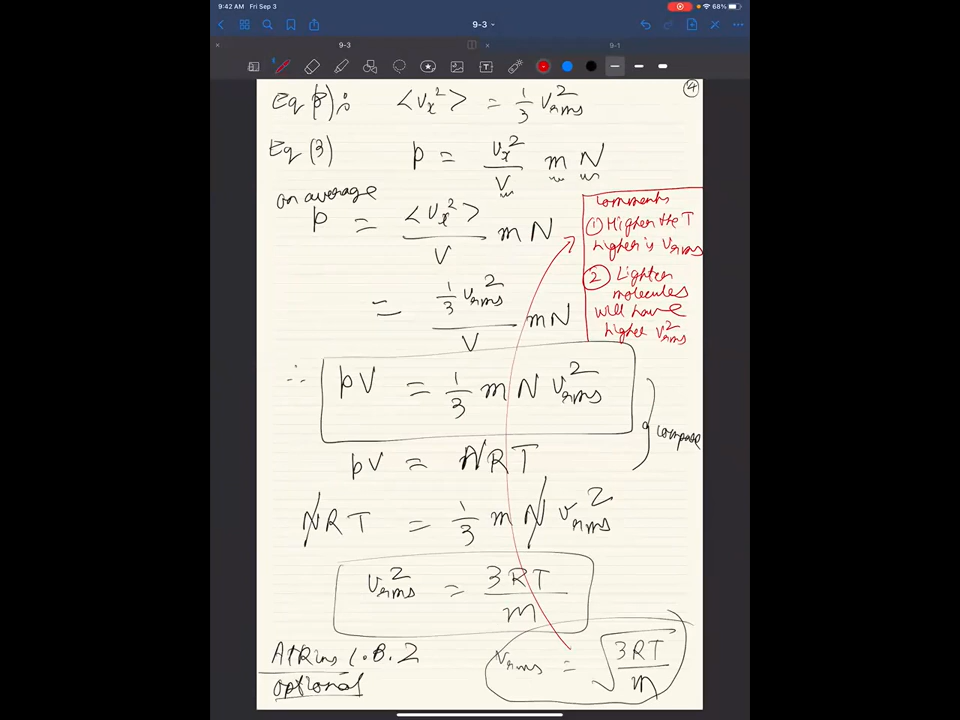 9:42 AM Fri Sep 3
68%
9-3
9-3
9-1
4
Eq (8): <vx²> = 1/3 v²rms
Eq (3) p = vx²/V m N
on average
p = <vx²>/V mN
= 1/3 v²rms/V mN
∴ pV = 1/3 m N v²rms
compare
pV = NRT
NRT = 1/3 m N v²rms
v²rms = 3RT/m
vrms = √3RT/m
Atkins 1.B.2
optional
Comments
① Higher the T
higher is vrms
② Lighter
molecules
will have
higher v²rms